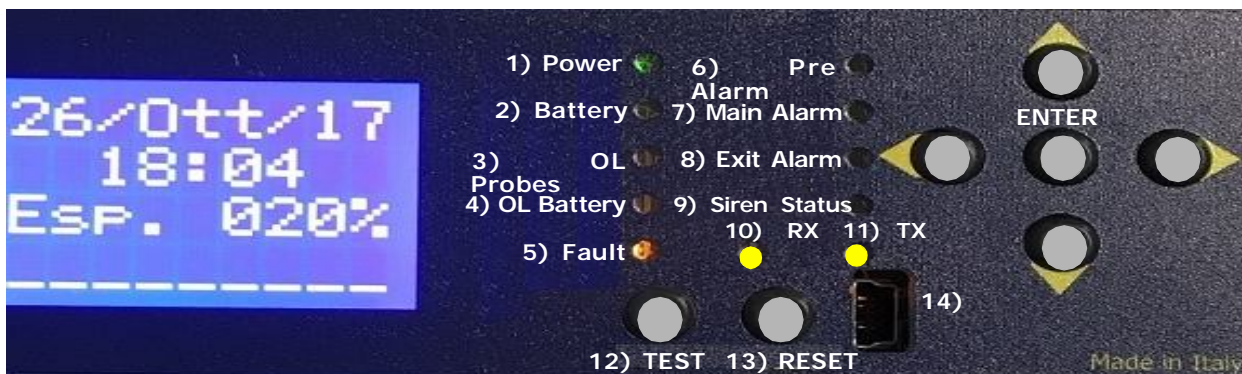 26/Ott/17
18:04
Esp. 020%
1) Power
2) Battery
3) OL
Probes
4) OL Battery
5) Fault
6) Pre
Alarm
7) Main Alarm
8) Exit Alarm
9) Siren Status
10) RX 11) TX
12) TEST 13) RESET
14)
ENTER
Made in Italy